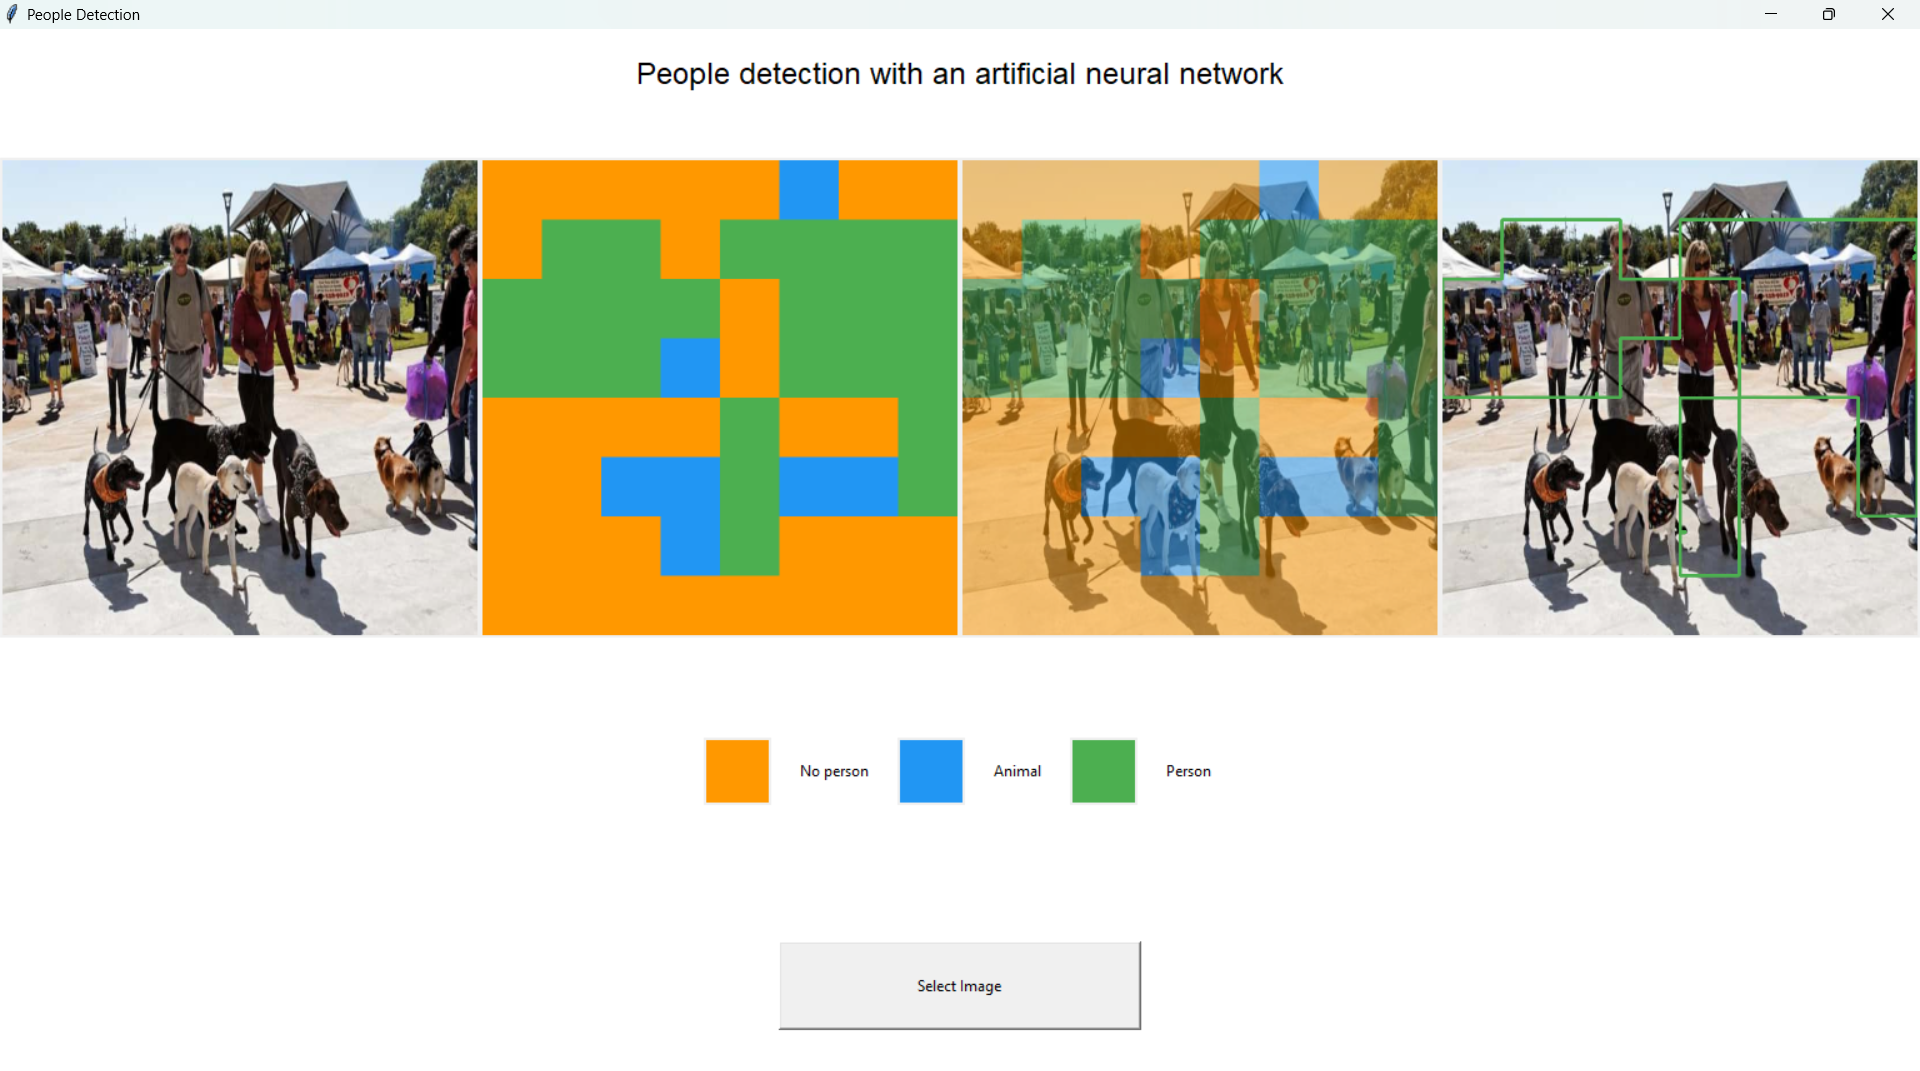 People Detection
People detection with an artificial neural network
No person
Animal
Person
Select Image